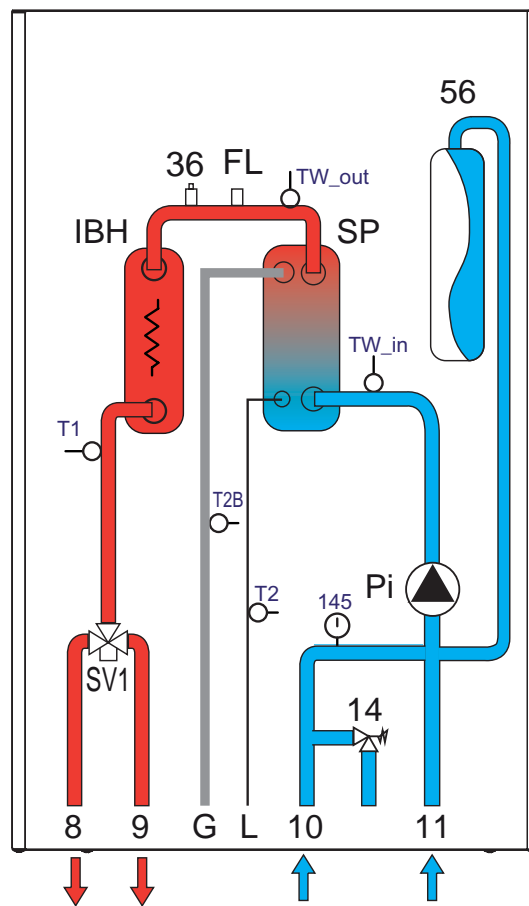 56
36 FL TW_out
IBH SP
TW_in
T1
T2B
Pi
T2 145
SV1
14
8 9 G L 10 11